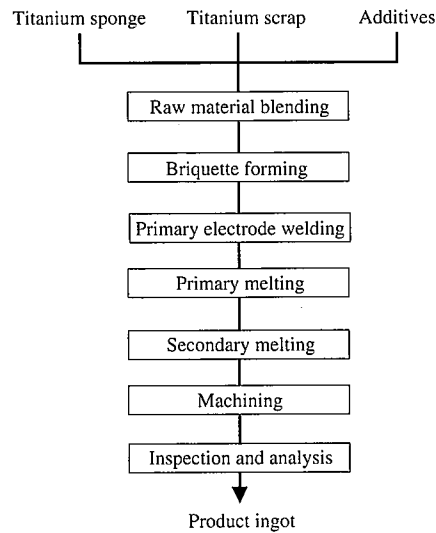 Titanium sponge
Titanium scrap
Additives
Raw material blending
Briquette forming
Primary electrode welding
Primary melting
Secondary melting
Machining
Inspection and analysis
Product ingot